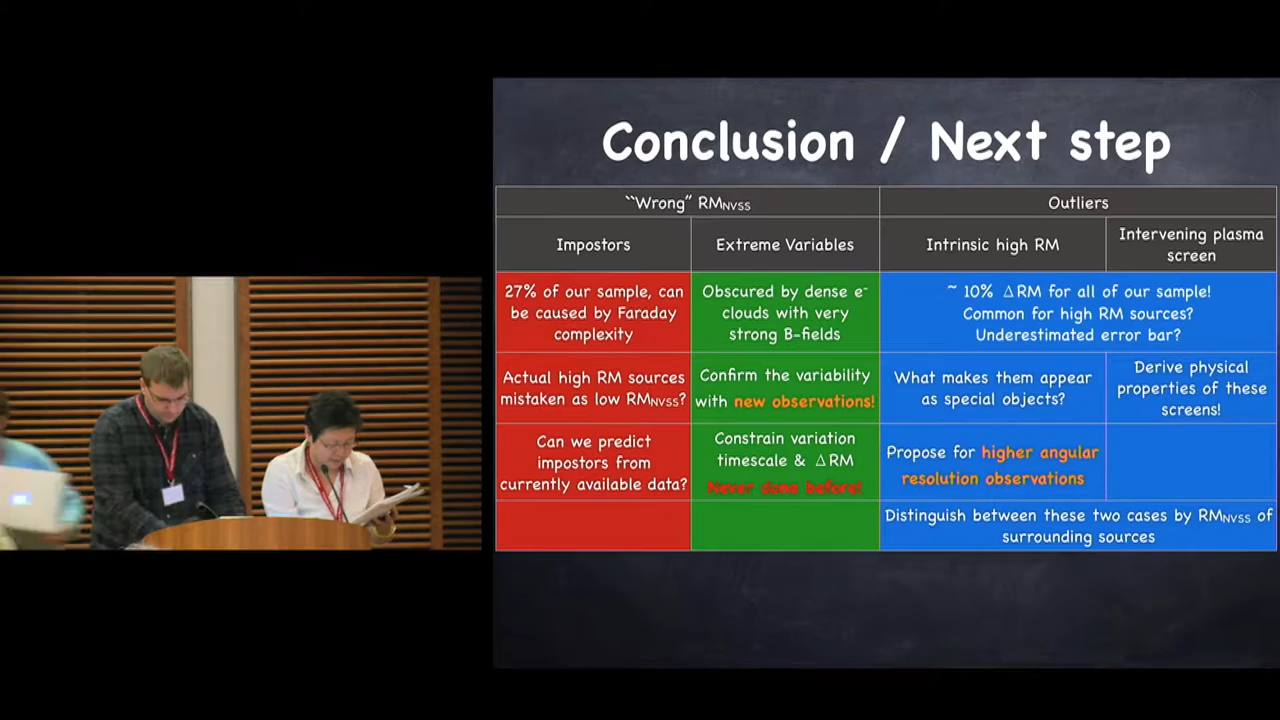 Conclusion / Next step
``Wrong” RMNVSS
Outliers
Impostors
Extreme Variables
Intrinsic high RM
Intervening plasma
screen
27% of our sample, can
be caused by Faraday
complexity
Obscured by dense e-
clouds with very
strong B-fields
~ 10% ΔRM for all of our sample!
Common for high RM sources?
Underestimated error bar?
Actual high RM sources
mistaken as low RMNVSS?
Confirm the variability
with new observations!
What makes them appear
as special objects?
Derive physical
properties of these
screens!
Can we predict
impostors from
currently available data?
Constrain variation
timescale & ΔRM
Never done before!
Propose for higher angular
resolution observations
Distinguish between these two cases by RMNVSS of
surrounding sources